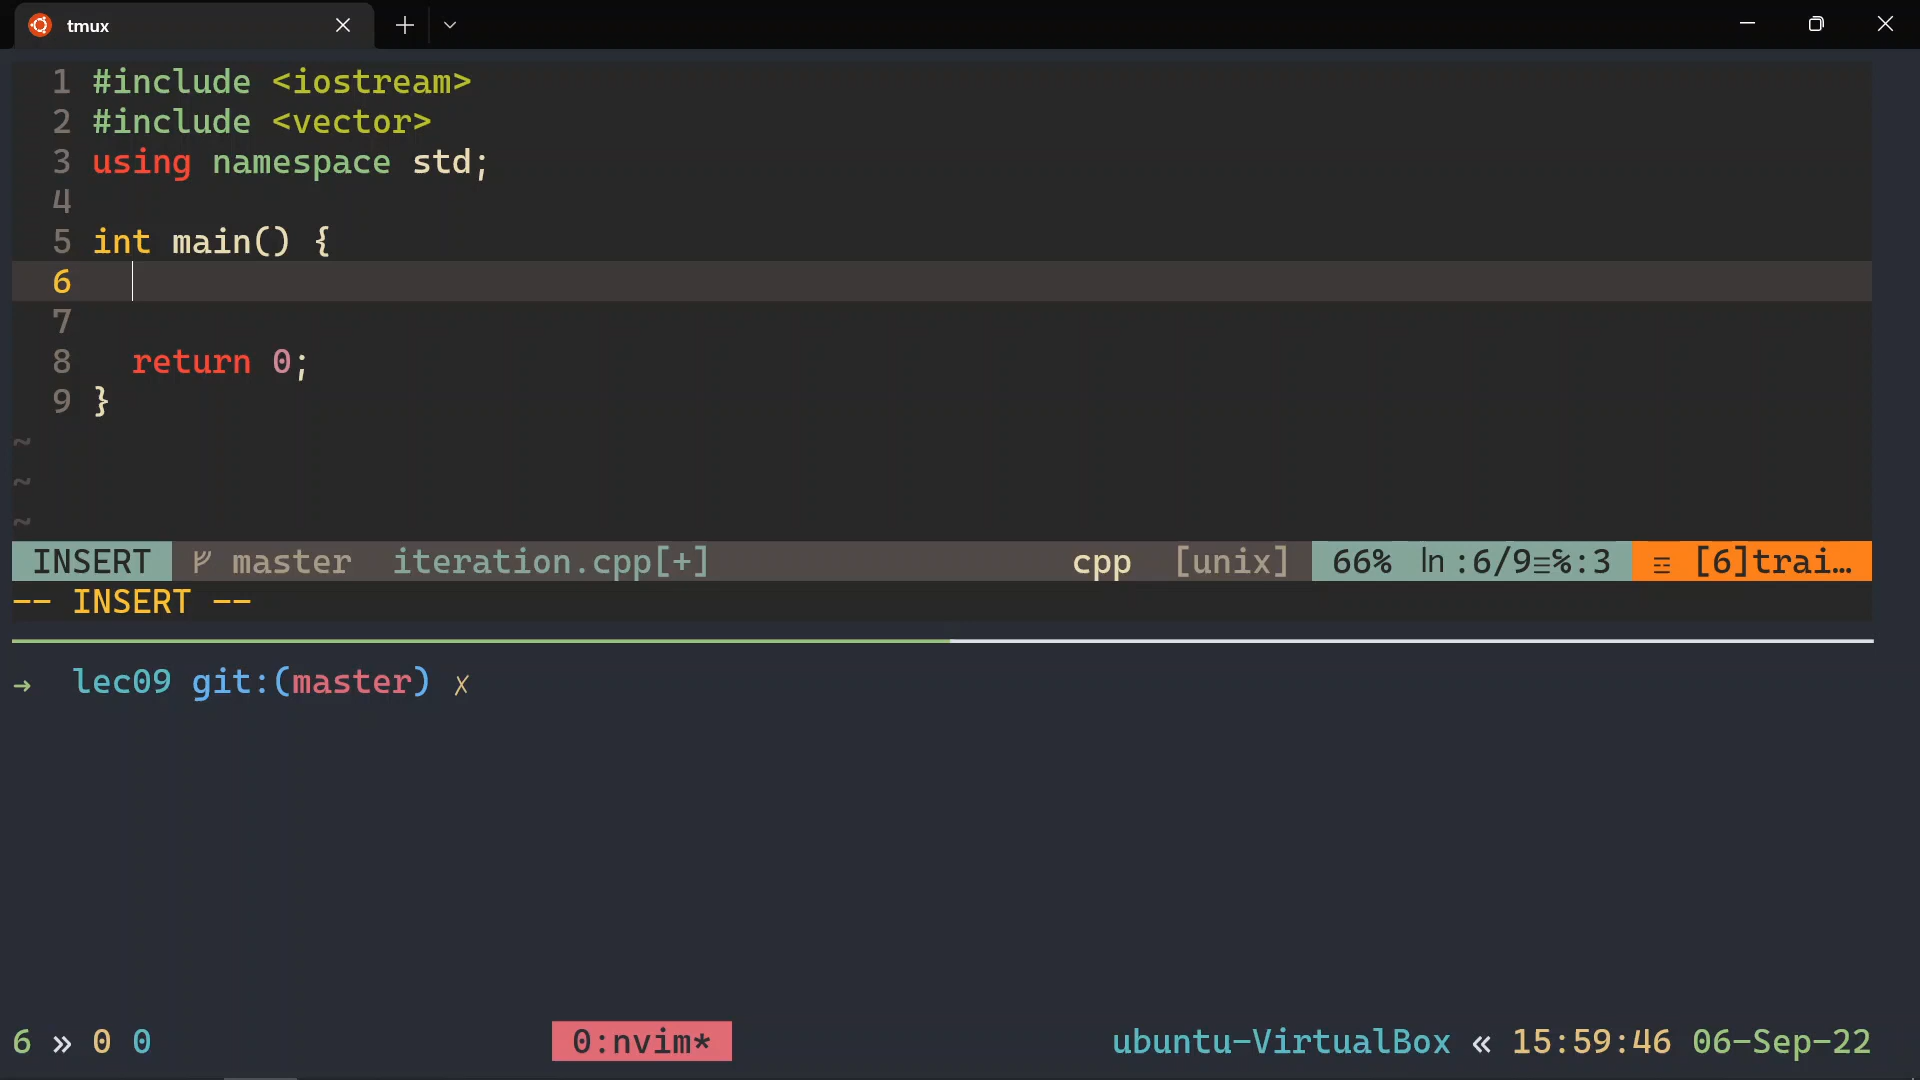 tmux
1 #include <iostream>
2 #include <vector>
3 using namespace std;
4
5 int main() {
6
7
8   return 0;
9 }
~
~
~
INSERT master iteration.cpp[+] cpp [unix] 66% ln :6/9≡%:3 ☲ [6]trai…
-- INSERT --
→ lec09 git:(master) ✗
6 » 0 0 0:nvim* ubuntu-VirtualBox « 15:59:46 06-Sep-22